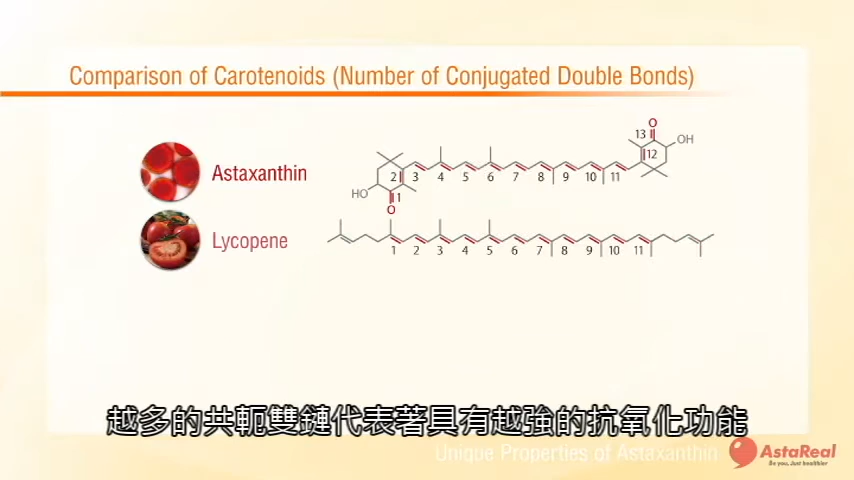 Comparison of Carotenoids (Number of Conjugated Double Bonds)
Astaxanthin
HO
O
1
2
3
4
5
6
7
8
9
10
11
12
13
O
OH
Lycopene
1
2
3
4
5
6
7
8
9
10
11
越多的共軛雙鏈代表著具有越強的抗氧化功能
Unique Properties of Astaxanthin
AstaReal
Be you, Just healthier